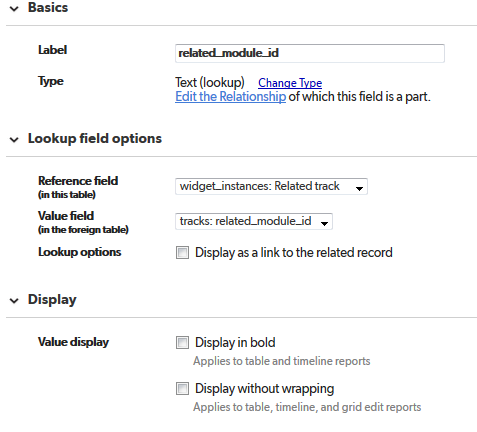 Basics
Label related_module_id
Type Text (lookup) Change Type
Edit the Relationship of which this field is a part.
Lookup field options
Reference field widget_instances: Related track
(in this table)
Value field tracks: related_module_id
(in the foreign table)
Lookup options Display as a link to the related record
Display
Value display Display in bold
Applies to table and timeline reports
Display without wrapping
Applies to table, timeline, and grid edit reports